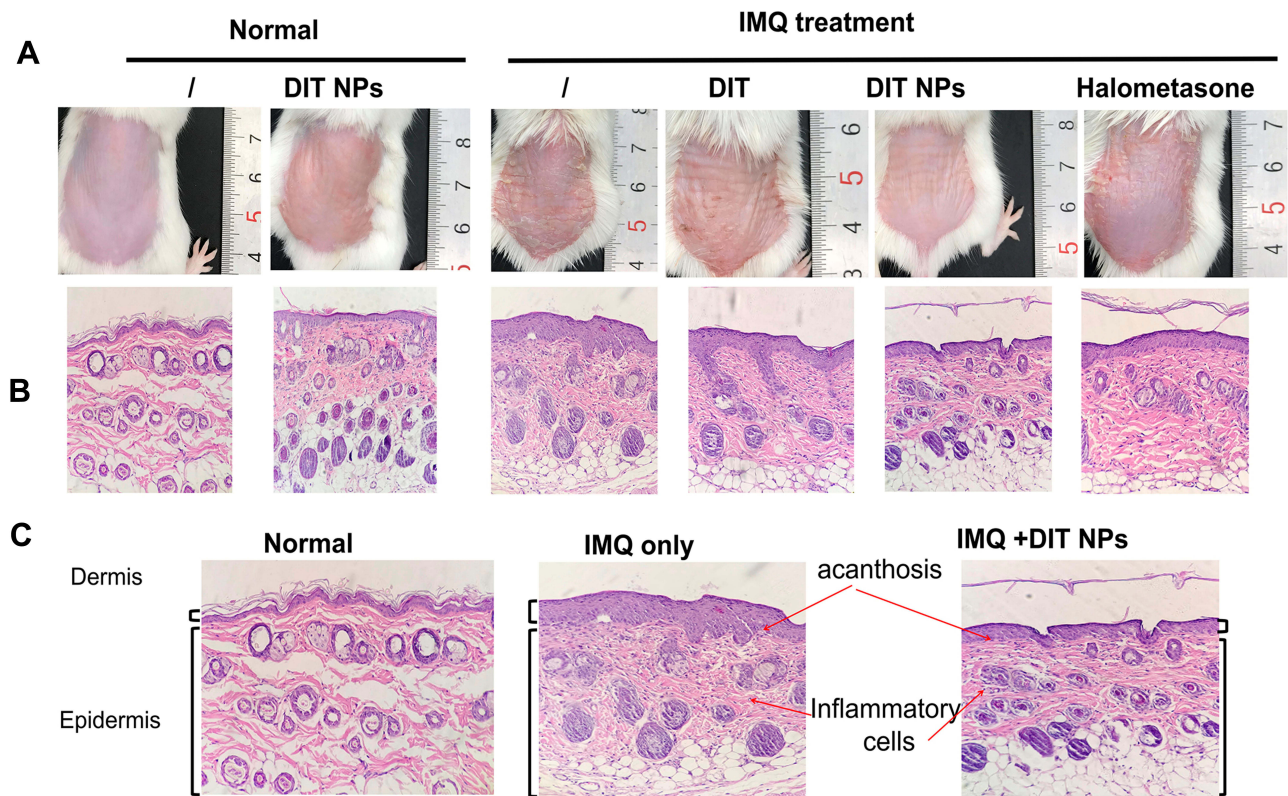 A
Normal
IMQ treatment
/
DIT NPs
/
DIT
DIT NPs
Halometasone
7
6
5
4
8
7
6
5
8
7
6
5
4
6
5
4
3
8
7
6
5
8
7
6
5
4
B
C
Normal
IMQ only
IMQ +DIT NPs
Dermis
acanthosis
Epidermis
Inflammatory
cells